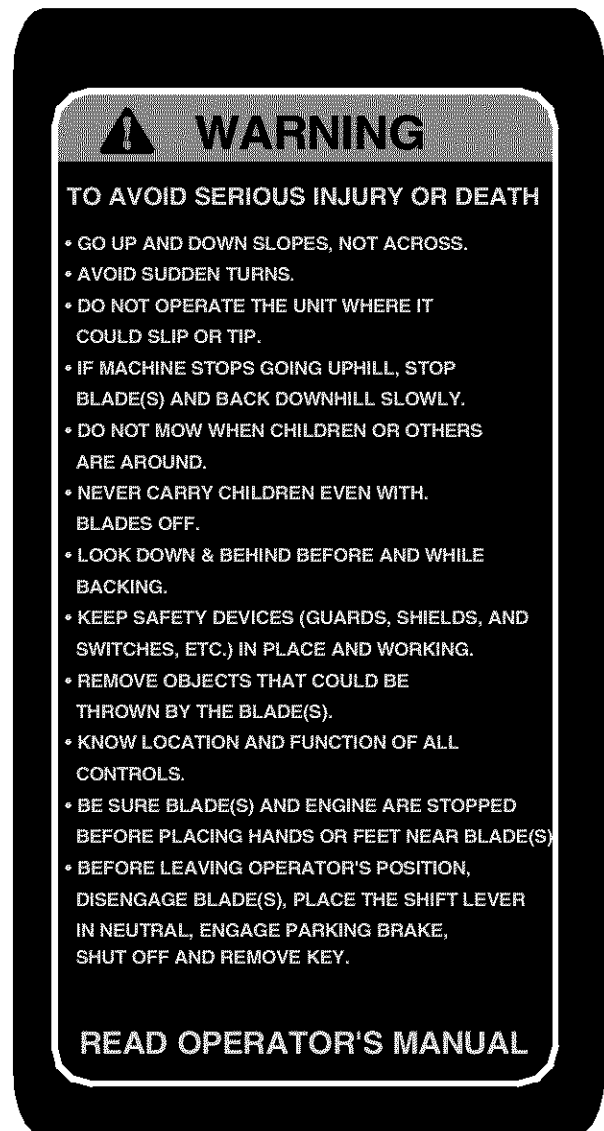 WARNING
TO AVOID SERIOUS INJURY OR DEATH
• GO UP AND DOWN SLOPES, NOT ACROSS.
• AVOID SUDDEN TURNS.
• DO NOT OPERATE THE UNIT WHERE IT
COULD SLIP OR TIP.
• IF MACHINE STOPS GOING UPHILL, STOP
BLADE(S) AND BACK DOWNHILL SLOWLY.
• DO NOT MOW WHEN CHILDREN OR OTHERS
ARE AROUND.
• NEVER CARRY CHILDREN EVEN WITH.
BLADES OFF.
• LOOK DOWN & BEHIND BEFORE AND WHILE
BACKING.
• KEEP SAFETY DEVICES (GUARDS, SHIELDS, AND
SWITCHES, ETC.) IN PLACE AND WORKING.
• REMOVE OBJECTS THAT COULD BE
THROWN BY THE BLADE(S).
• KNOW LOCATION AND FUNCTION OF ALL
CONTROLS.
• BE SURE BLADE(S) AND ENGINE ARE STOPPED
BEFORE PLACING HANDS OR FEET NEAR BLADE(S)
• BEFORE LEAVING OPERATOR'S POSITION,
DISENGAGE BLADE(S), PLACE THE SHIFT LEVER
IN NEUTRAL, ENGAGE PARKING BRAKE,
SHUT OFF AND REMOVE KEY.
READ OPERATOR'S MANUAL